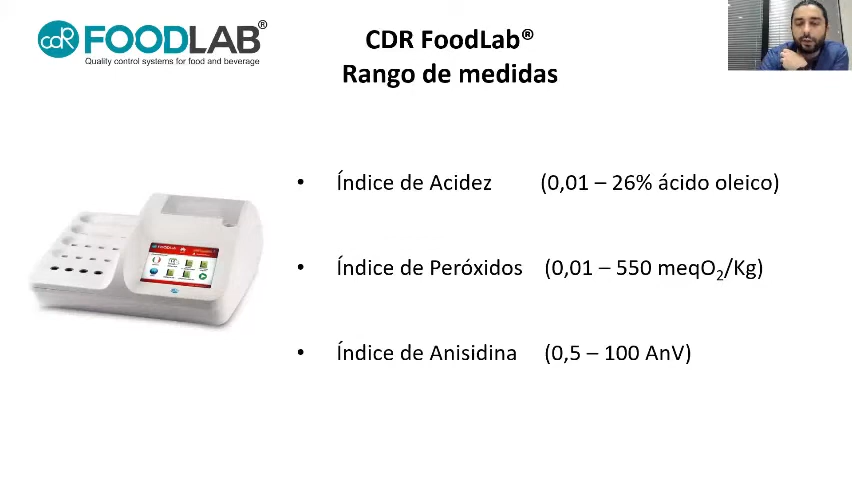 cdR FOODLAB®
Quality control systems for food and beverage
CDR FoodLab®
Rango de medidas
• Índice de Acidez (0,01 – 26% ácido oleico)
• Índice de Peróxidos (0,01 – 550 meqO₂/Kg)
• Índice de Anisidina (0,5 – 100 AnV)